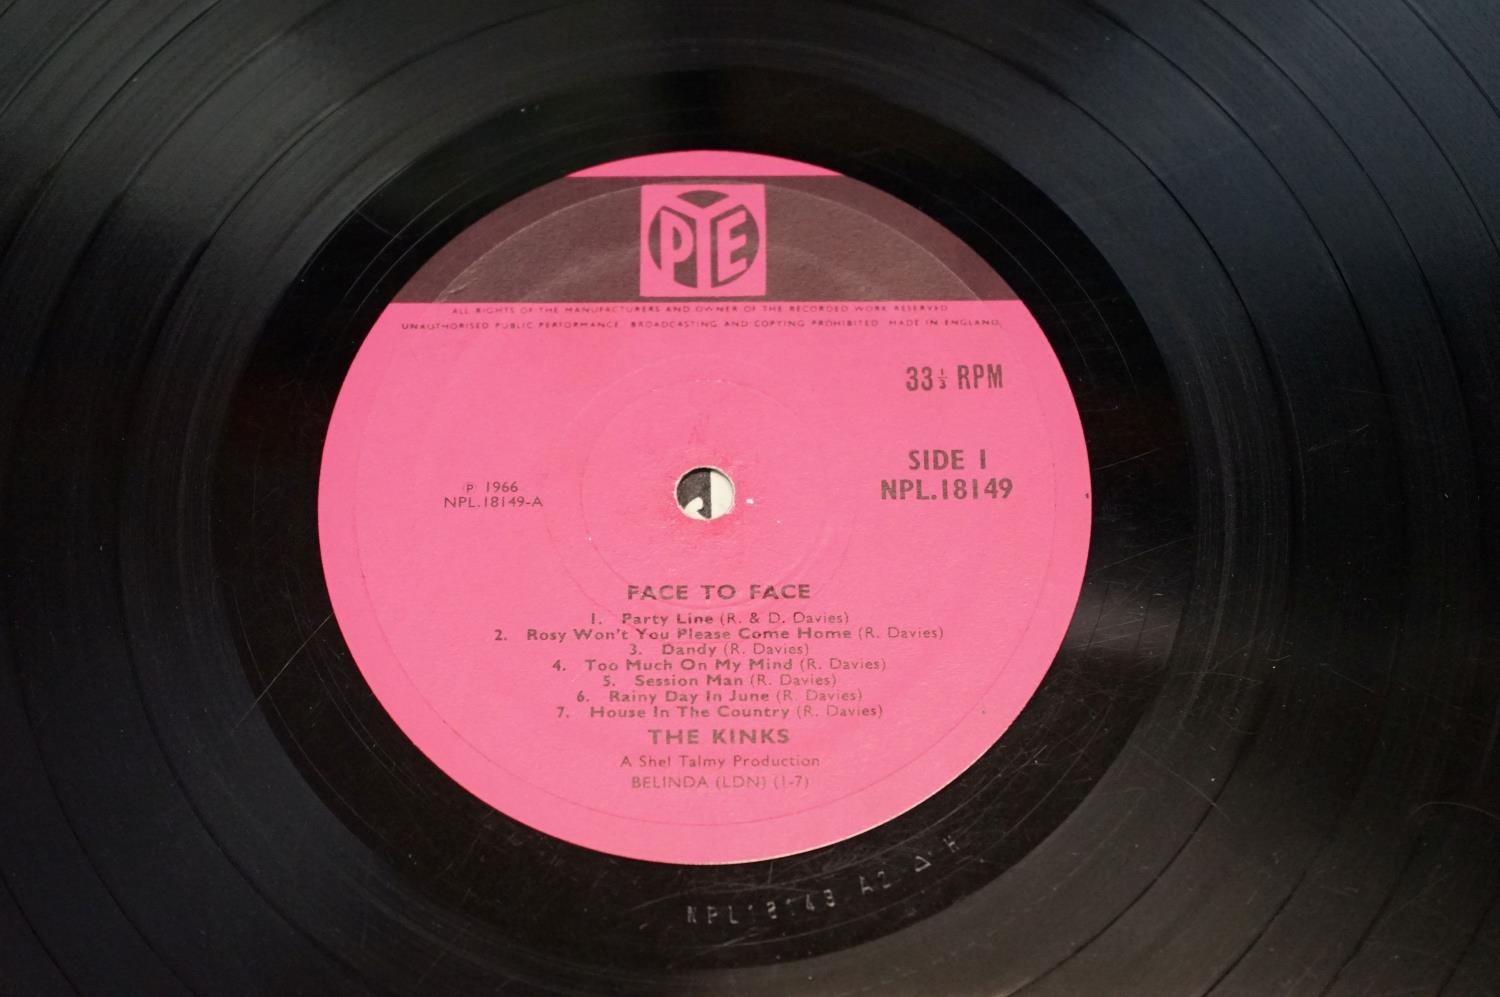 PYE
ALL RIGHTS OF THE MANUFACTURERS AND OWNER OF THE RECORDED WORK RESERVED
UNAUTHORISED PUBLIC PERFORMANCE BROADCASTING AND COPYING PROHIBITED MADE IN ENGLAND
33⅓ RPM
SIDE 1
NPL.18149
℗ 1966
NPL.18149-A
FACE TO FACE
1. Party Line (R. & D. Davies)
2. Rosy Won't You Please Come Home (R. Davies)
3. Dandy (R. Davies)
4. Too Much On My Mind (R. Davies)
5. Session Man (R. Davies)
6. Rainy Day In June (R. Davies)
7. House In The Country (R. Davies)
THE KINKS
A Shel Talmy Production
BELINDA (LDN) (1-7)
NPL 18149 A2 △ H